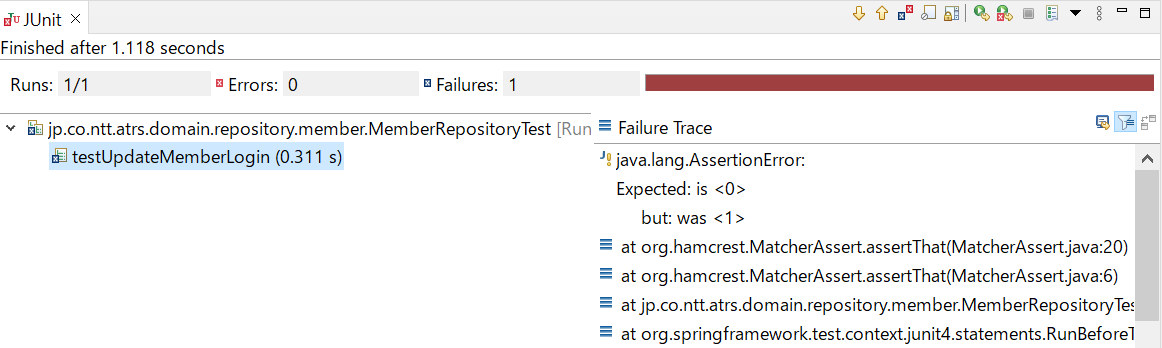 JUnit
Finished after 1.118 seconds
Runs: 1/1 Errors: 0 Failures: 1
jp.co.ntt.atrs.domain.repository.member.MemberRepositoryTest [Run
testUpdateMemberLogin (0.311 s)
Failure Trace
java.lang.AssertionError:
Expected: is <0>
but: was <1>
at org.hamcrest.MatcherAssert.assertThat(MatcherAssert.java:20)
at org.hamcrest.MatcherAssert.assertThat(MatcherAssert.java:6)
at jp.co.ntt.atrs.domain.repository.member.MemberRepositoryTes
at org.springframework.test.context.junit4.statements.RunBeforeT